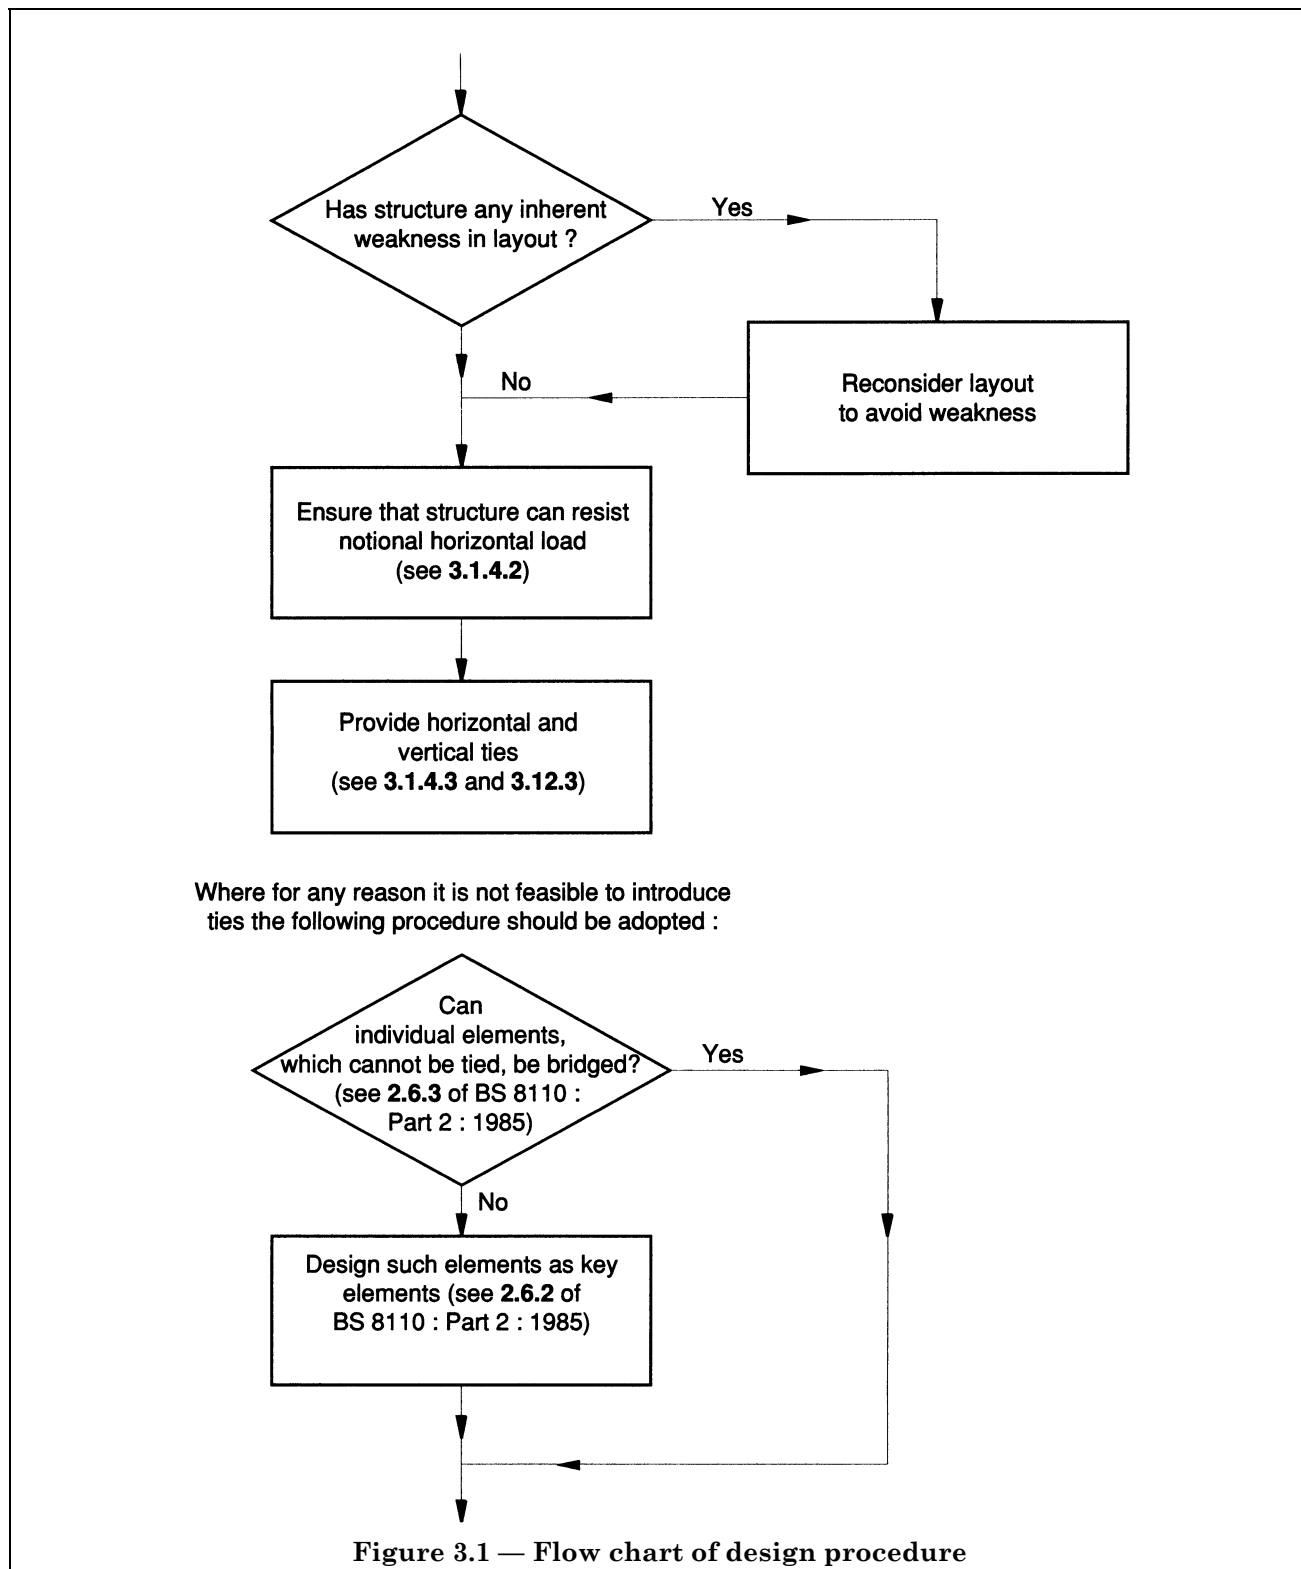 Has structure any inherent
weakness in layout ?
Yes
Reconsider layout
to avoid weakness
No
Ensure that structure can resist
notional horizontal load
(see 3.1.4.2)
Provide horizontal and
vertical ties
(see 3.1.4.3 and 3.12.3)
Where for any reason it is not feasible to introduce
ties the following procedure should be adopted :
Can
individual elements,
which cannot be tied, be bridged?
(see 2.6.3 of BS 8110 :
Part 2 : 1985)
Yes
No
Design such elements as key
elements (see 2.6.2 of
BS 8110 : Part 2 : 1985)
Figure 3.1 — Flow chart of design procedure